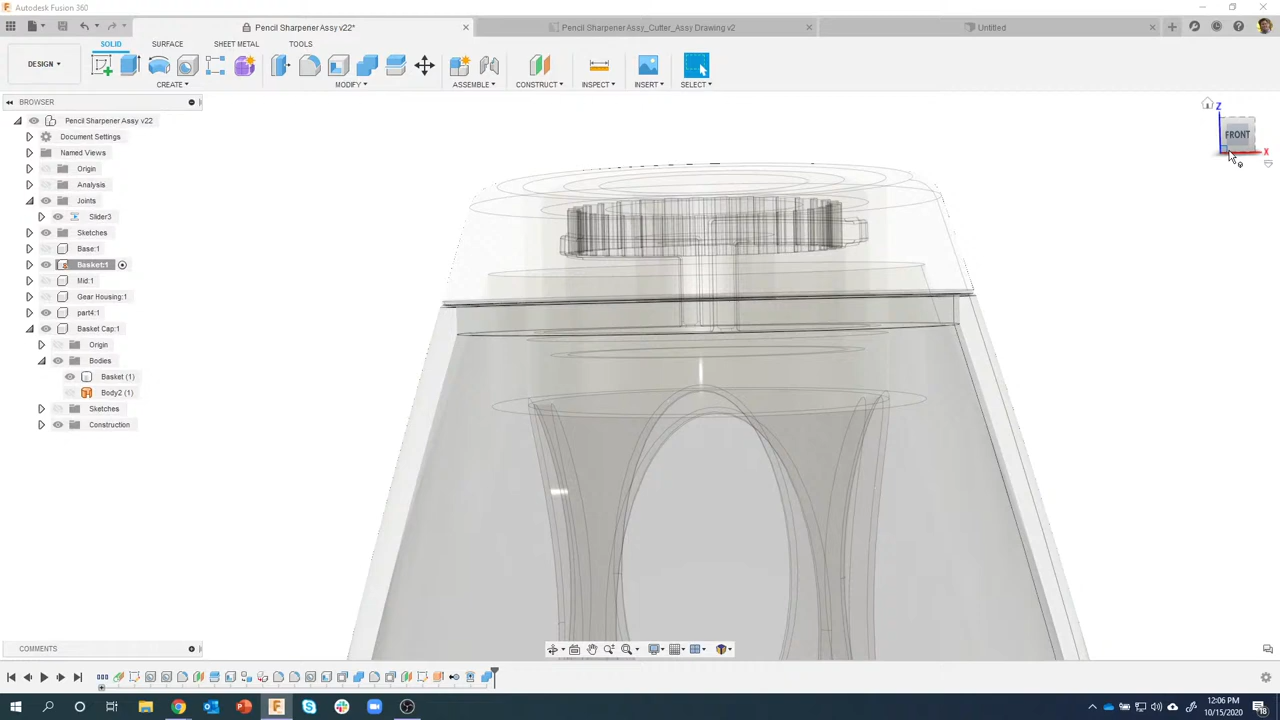 Autodesk Fusion 360
Pencil Sharpener Assy v22*
Pencil Sharpener Assy_Cutter_Assy Drawing v2
Untitled
SOLID
SURFACE
SHEET METAL
TOOLS
DESIGN
CREATE
MODIFY
ASSEMBLE
CONSTRUCT
INSPECT
INSERT
SELECT
BROWSER
Pencil Sharpener Assy v22
Document Settings
Named Views
Origin
Analysis
Joints
Slider3
Sketches
Base:1
Basket:1
Mid:1
Gear Housing:1
part4:1
Basket Cap:1
Origin
Bodies
Basket (1)
Body2 (1)
Sketches
Construction
Z
FRONT
X
COMMENTS
12:06 PM
10/15/2020
18